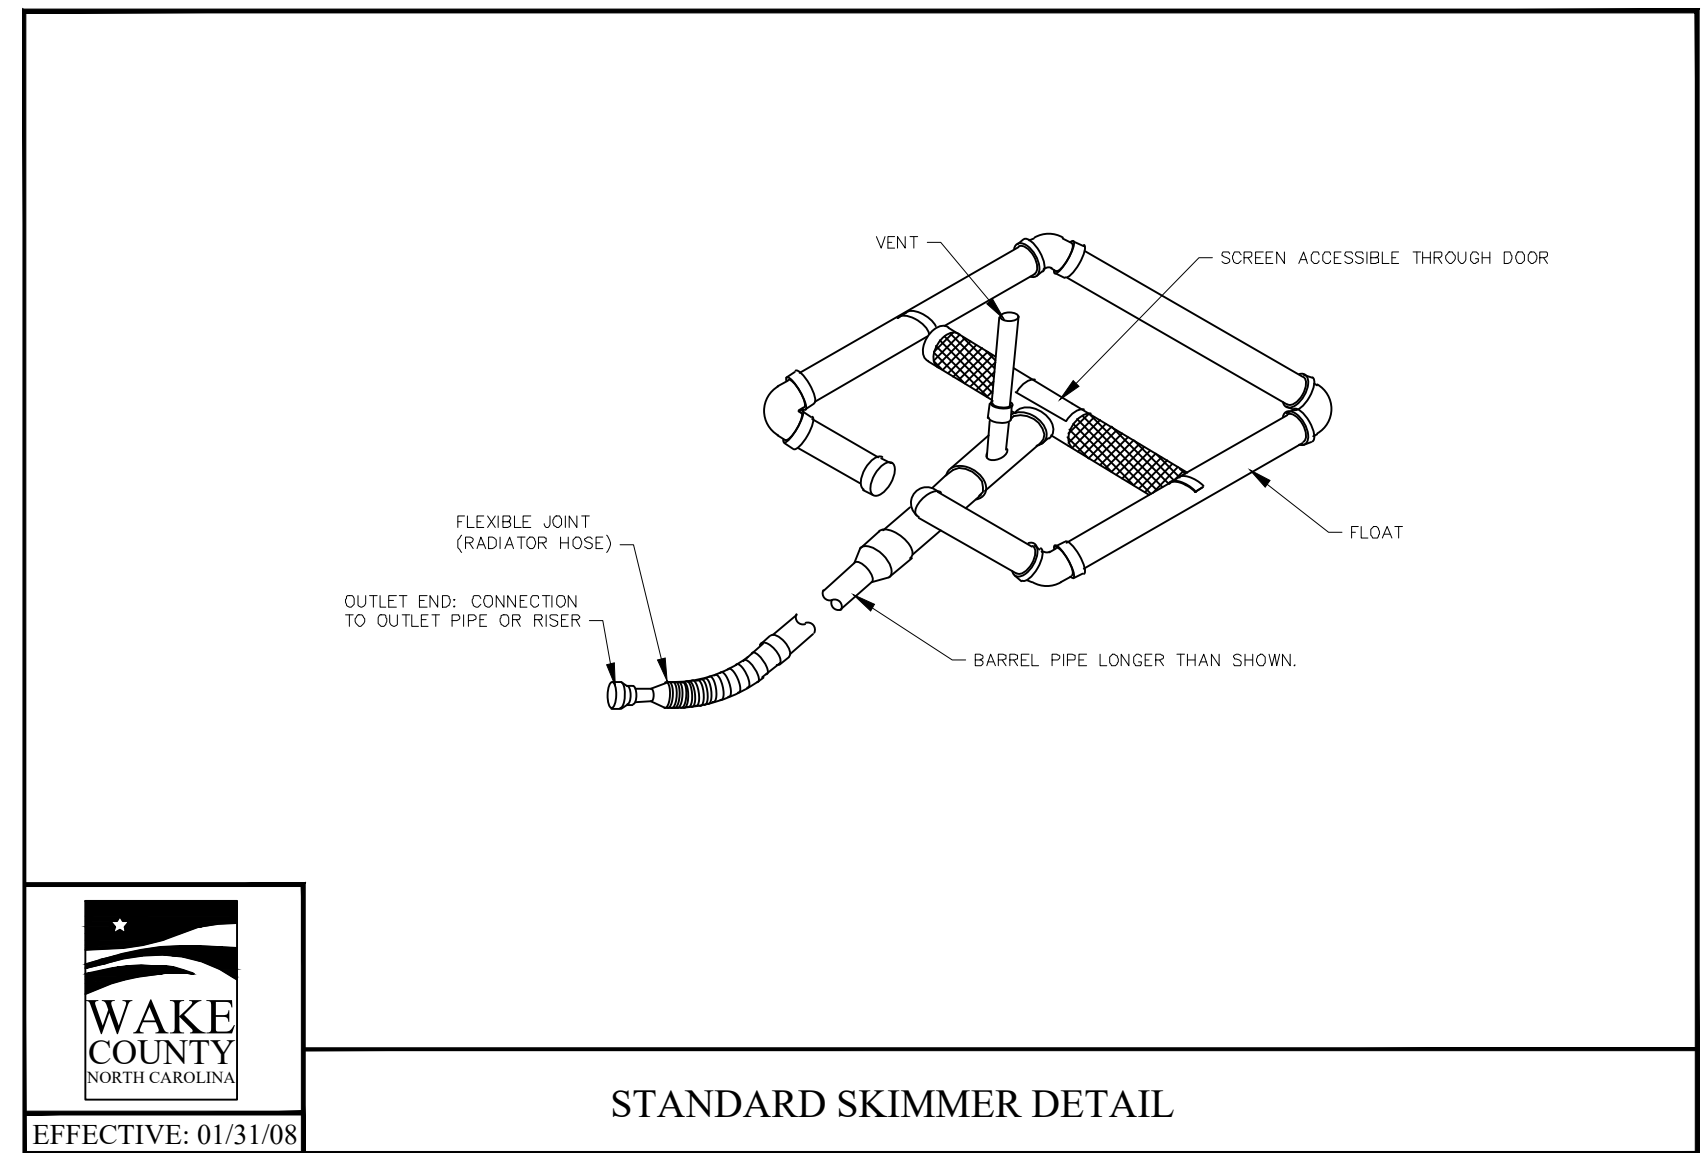 VENT
SCREEN ACCESSIBLE THROUGH DOOR
FLEXIBLE JOINT
(RADIATOR HOSE)
FLOAT
OUTLET END: CONNECTION
TO OUTLET PIPE OR RISER
BARREL PIPE LONGER THAN SHOWN.
WAKE
COUNTY
NORTH CAROLINA
STANDARD SKIMMER DETAIL
EFFECTIVE: 01/31/08